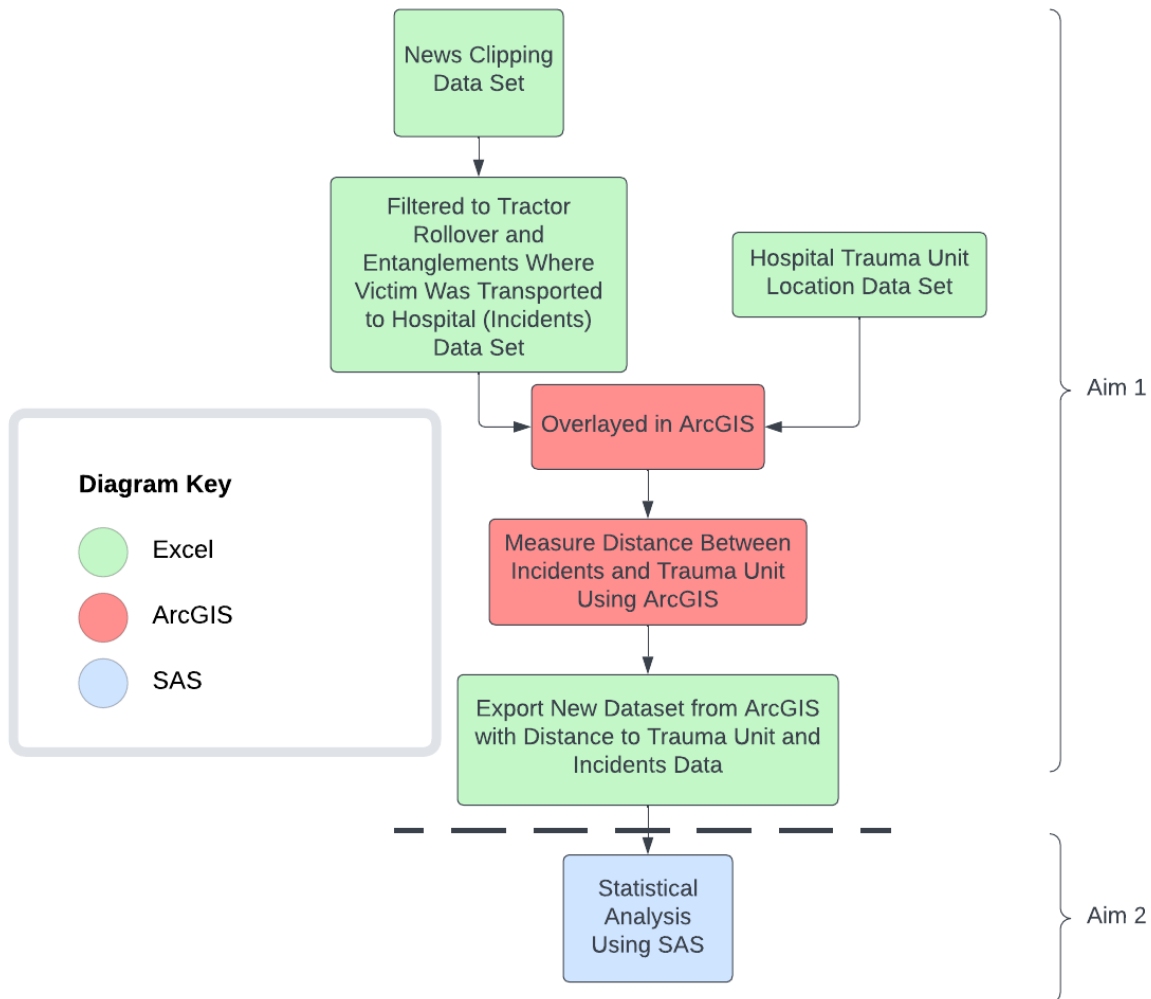 News Clipping
Data Set
Filtered to Tractor
Rollover and
Entanglements Where
Victim Was Transported
to Hospital (Incidents)
Data Set
Hospital Trauma Unit
Location Data Set
Overlayed in ArcGIS
Measure Distance Between
Incidents and Trauma Unit
Using ArcGIS
Export New Dataset from ArcGIS
with Distance to Trauma Unit and
Incidents Data
Statistical
Analysis
Using SAS
Aim 1
Aim 2
Diagram Key
Excel
ArcGIS
SAS